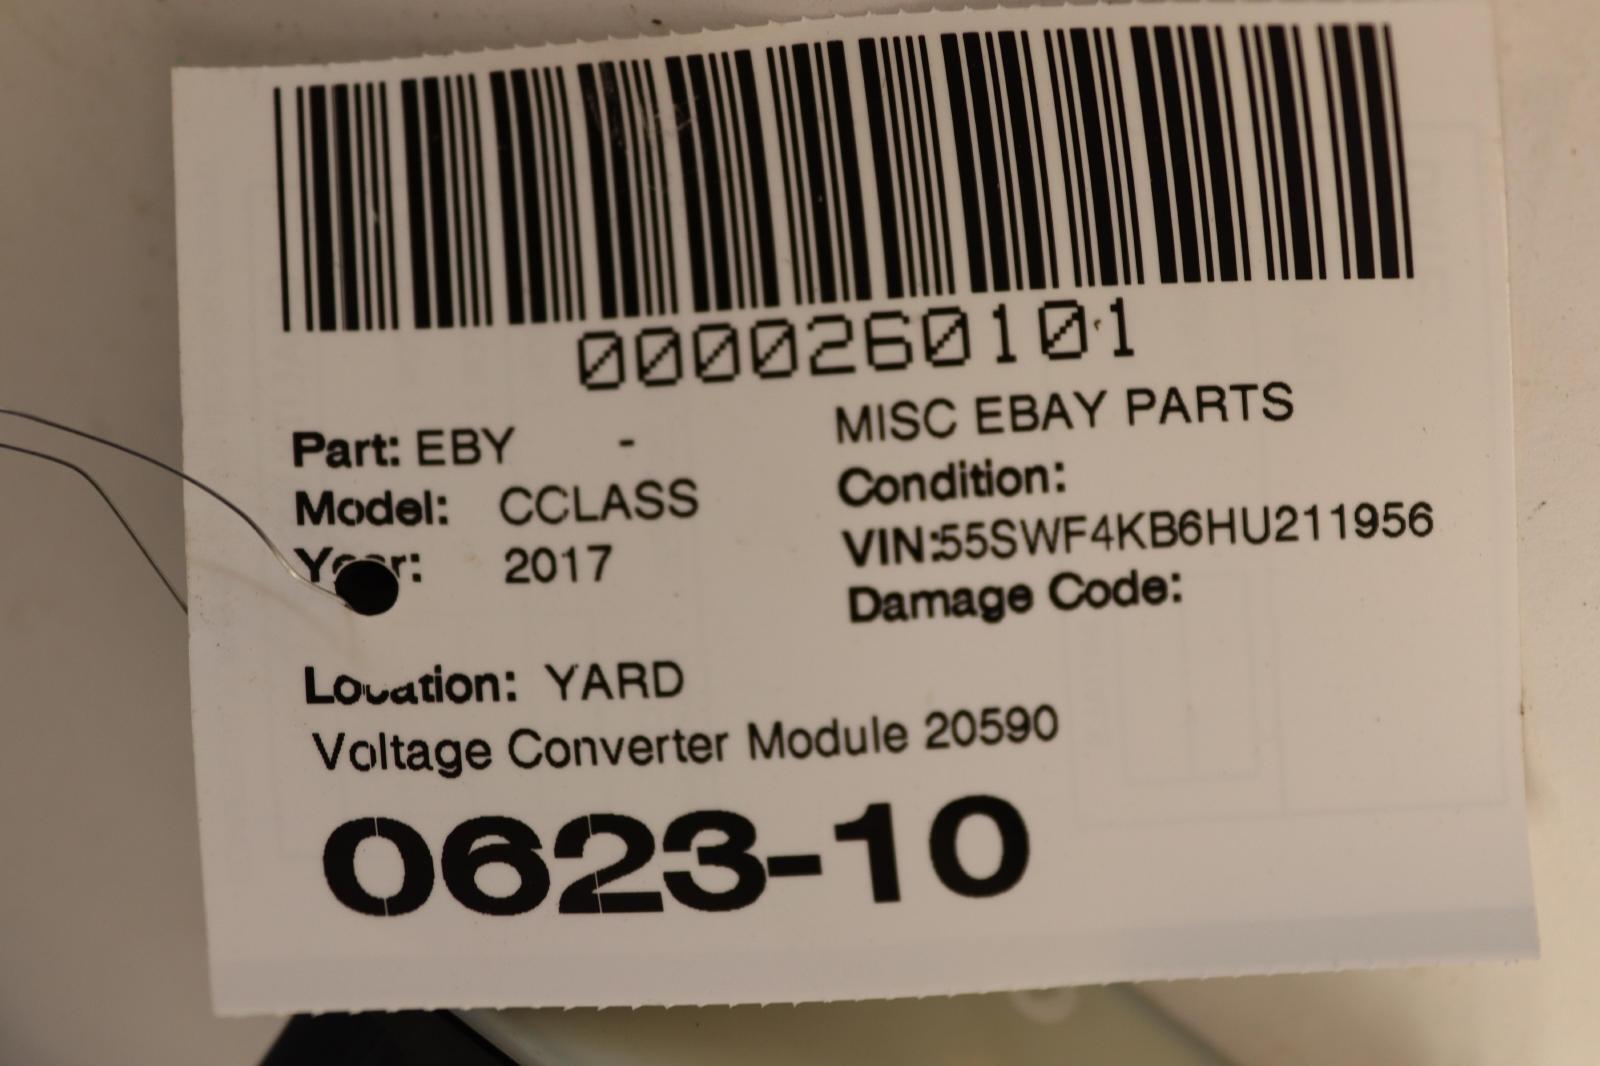 0000260101
Part: EBY - MISC EBAY PARTS
Model: CCLASS Condition:
Year: 2017 VIN:55SWF4KB6HU211956
Damage Code:
Location: YARD
Voltage Converter Module 20590
0623-10